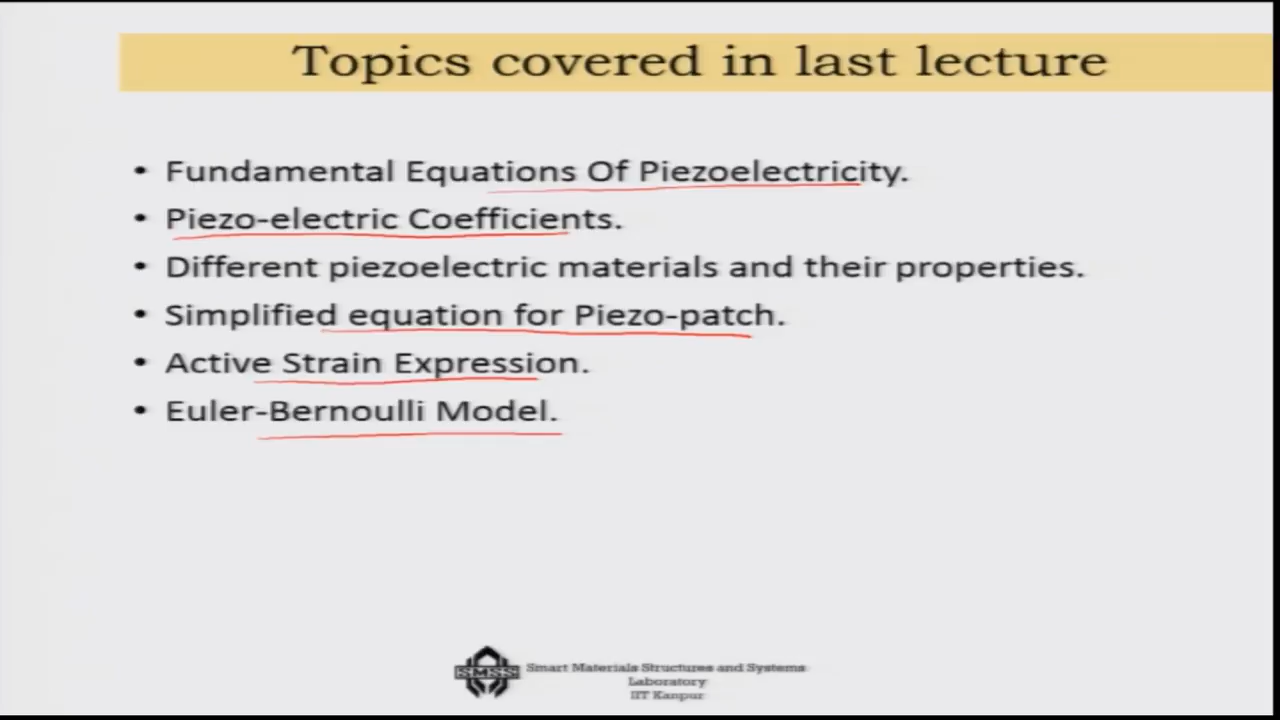 Topics covered in last lecture
• Fundamental Equations Of Piezoelectricity.
• Piezo-electric Coefficients.
• Different piezoelectric materials and their properties.
• Simplified equation for Piezo-patch.
• Active Strain Expression.
• Euler-Bernoulli Model.
SMSS
Smart Materials Structures and Systems
Laboratory
IIT Kanpur